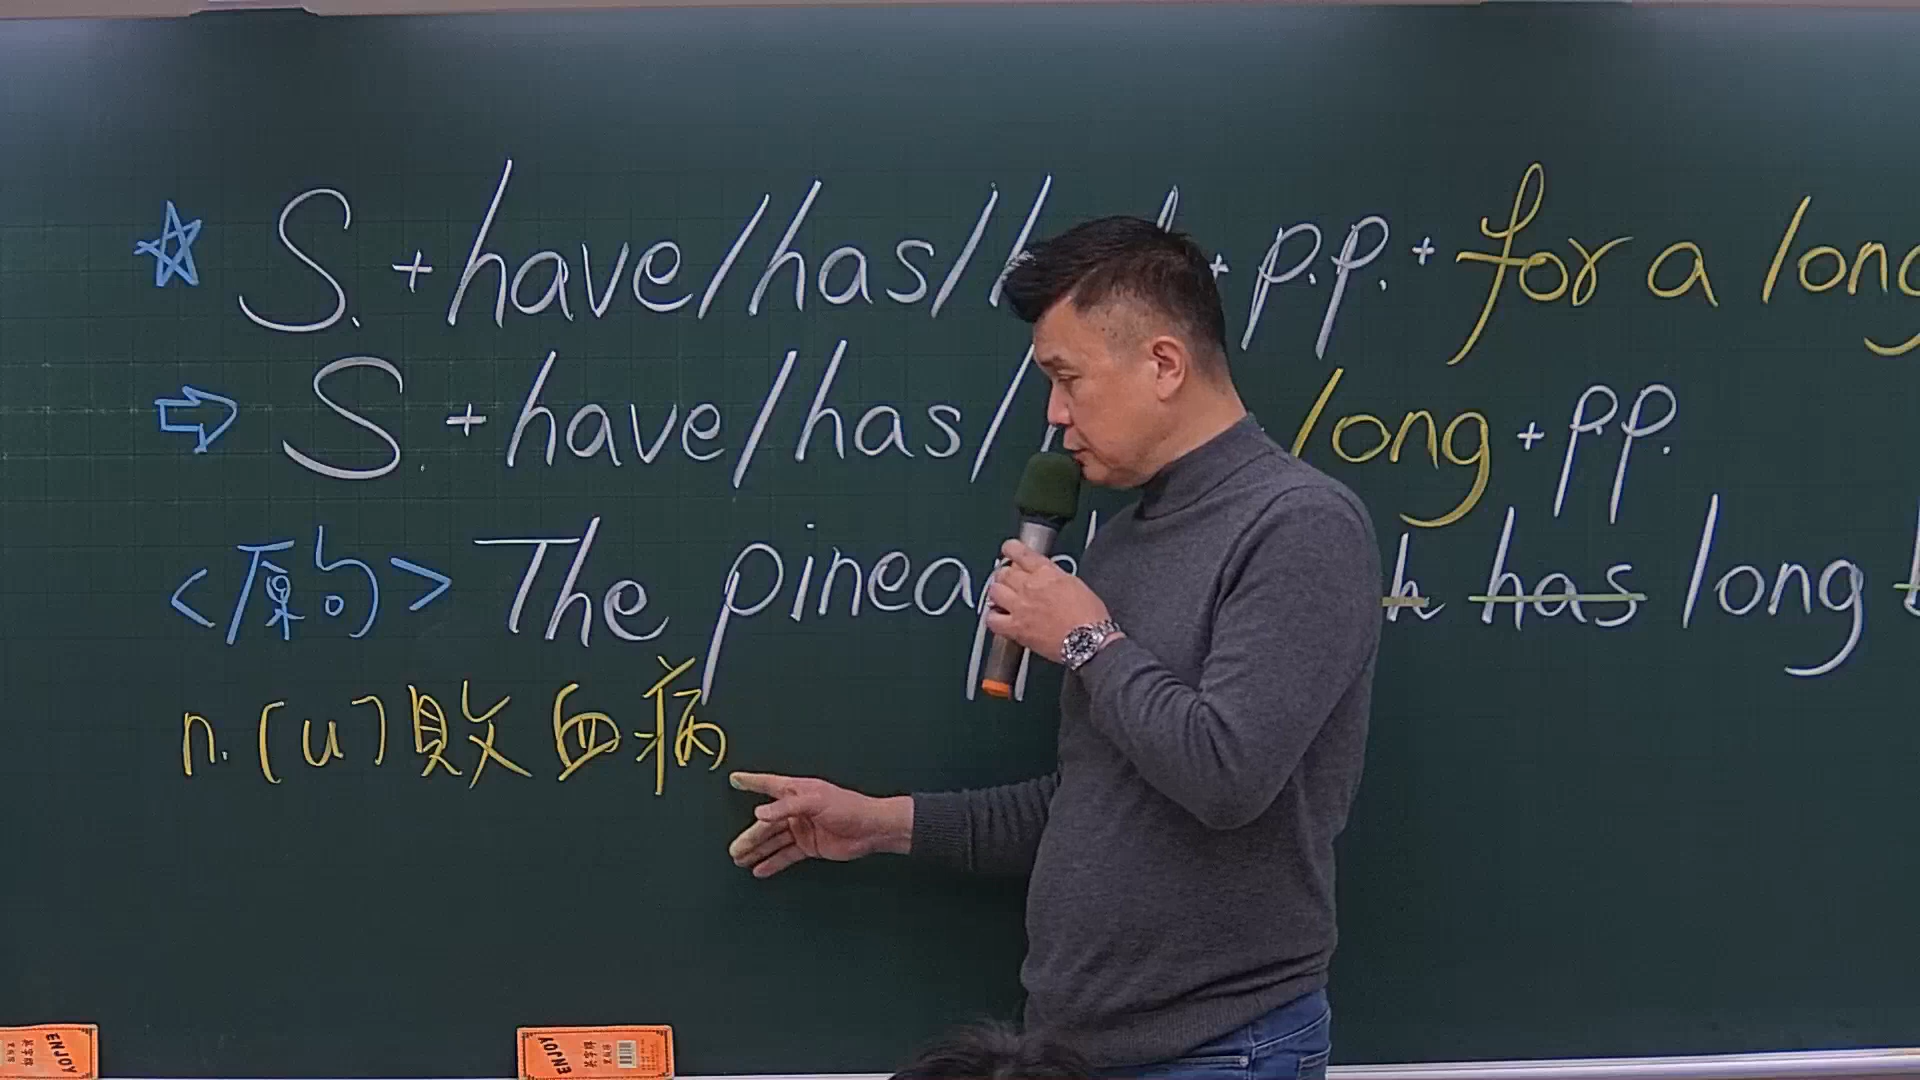 ☆ S. + have/has/ + p.p. + for a long
⇨ S. + have/has/ long + p.p.
<原句> The pinea has long
n. [u] 敗血病
ENJOY
ENJOY